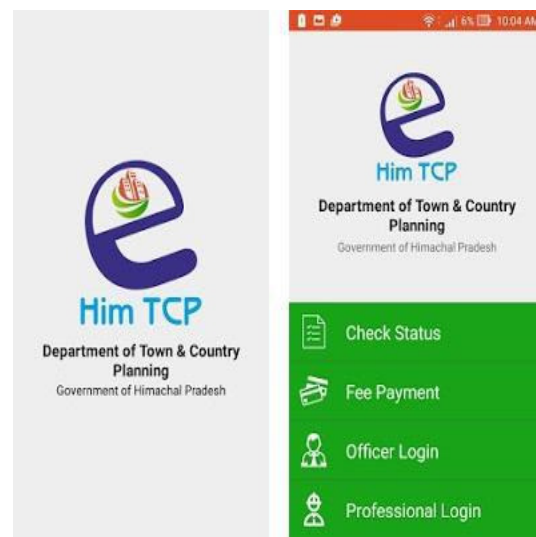 Him TCP
Department of Town & Country
Planning
Government of Himachal Pradesh
6% 10:04 AM
Him TCP
Department of Town & Country
Planning
Government of Himachal Pradesh
Check Status
Fee Payment
Officer Login
Professional Login